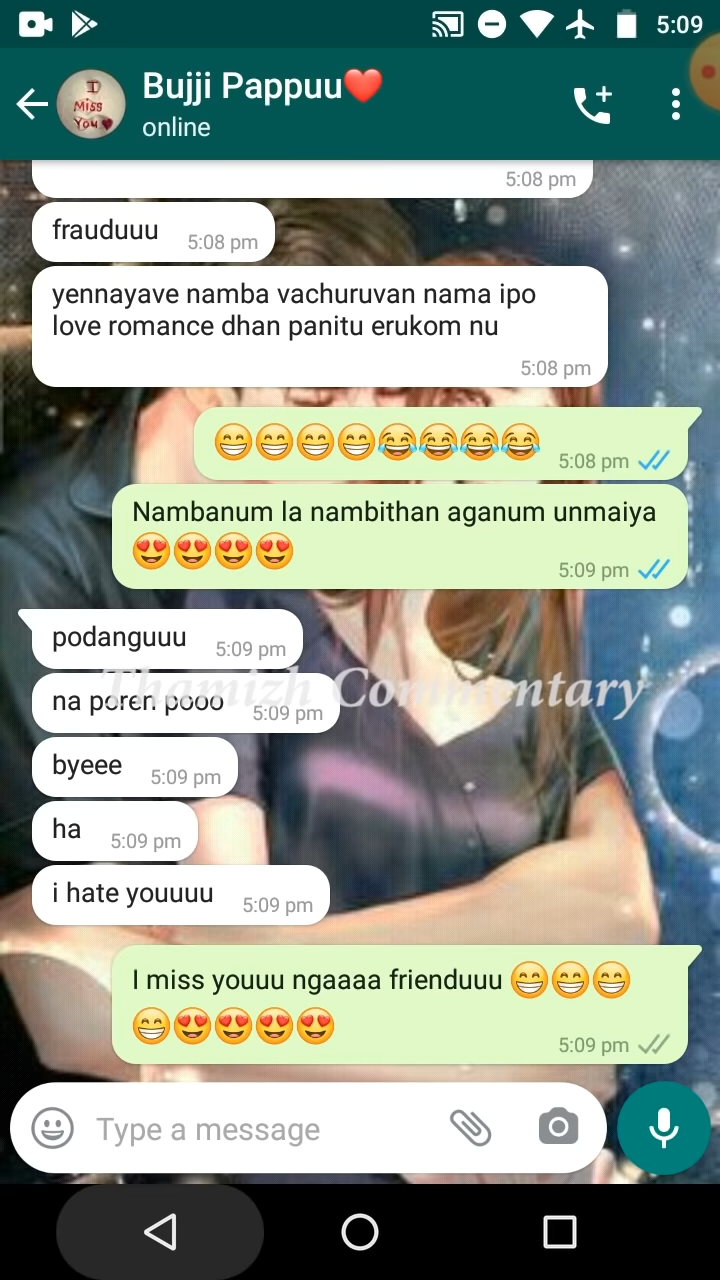 5:09
I
Miss
You
Bujji Pappuu❤️
online
5:08 pm
frauduuu 5:08 pm
yennayave namba vachuruvan nama ipo
love romance dhan panitu erukom nu
5:08 pm
😁😁😁😁😂😂😂😂 5:08 pm
Nambanum la nambithan aganum unmaiya
😍😍😍😍 5:09 pm
podanguuu 5:09 pm
Thamizh Commentary
na poren pooo 5:09 pm
byeee 5:09 pm
ha 5:09 pm
i hate youuuu 5:09 pm
I miss youuu ngaaaa frienduuu 😁😁😁
😁😍😍😍😍 5:09 pm
Type a message